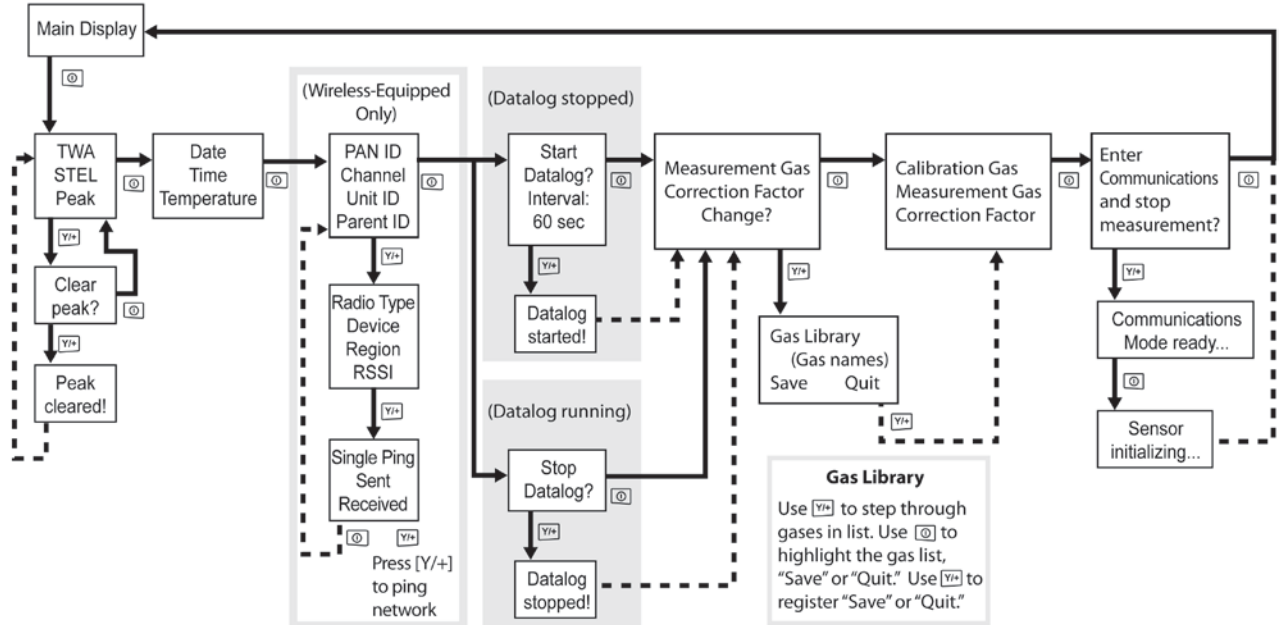 Main Display
TWA
STEL
Peak
Y/+
Clear
peak?
Y/+
Peak
cleared!
Date
Time
Temperature
(Wireless-Equipped
Only)
PAN ID
Channel
Unit ID
Parent ID
Y/+
Radio Type
Device
Region
RSSI
Y/+
Single Ping
Sent
Received
Y/+
Press [Y/+]
to ping
network
(Datalog stopped)
Start
Datalog?
Interval:
60 sec
Y/+
Datalog
started!
(Datalog running)
Stop
Datalog?
Y/+
Datalog
stopped!
Measurement Gas
Correction Factor
Change?
Y/+
Gas Library
(Gas names)
Save Quit
Y/+
Calibration Gas
Measurement Gas
Correction Factor
Enter
Communications
and stop
measurement?
Y/+
Communications
Mode ready...
Sensor
initializing...
Gas Library
Use Y/+ to step through
gases in list. Use to
highlight the gas list,
“Save” or “Quit.” Use Y/+ to
register “Save” or “Quit.”